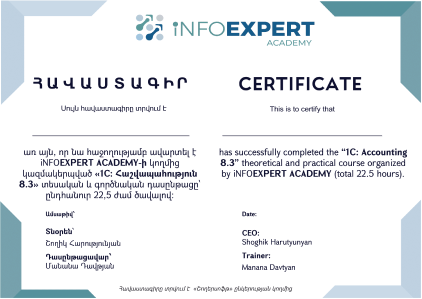 iNFOEXPERT
ACADEMY
ՀԱՎԱՍՏԱԳԻՐ
CERTIFICATE
Սույն հավաստագիրը տրվում է
This is to certify that
առ այն, որ նա հաջողությամբ ավարտել է
iNFOEXPERT ACADEMY-ի կողմից
կազմակերպված «1C: Հաշվապահություն
8.3» տեսական և գործնական դասընթացը՝
ընդհանուր 22,5 ժամ ծավալով:
has successfully completed the “1C: Accounting
8.3” theoretical and practical course organized
by iNFOEXPERT ACADEMY (total 22.5 hours).
Ամսաթիվ՝
Date:
Տնօրեն՝
Շողիկ Հարությունյան
Դասընթացավար՝
Մանանա Դավթյան
CEO:
Shoghik Harutyunyan
Trainer:
Manana Davtyan
Հավաստագիրը տրվում է «Շողերսոֆթ» ընկերության կողմից